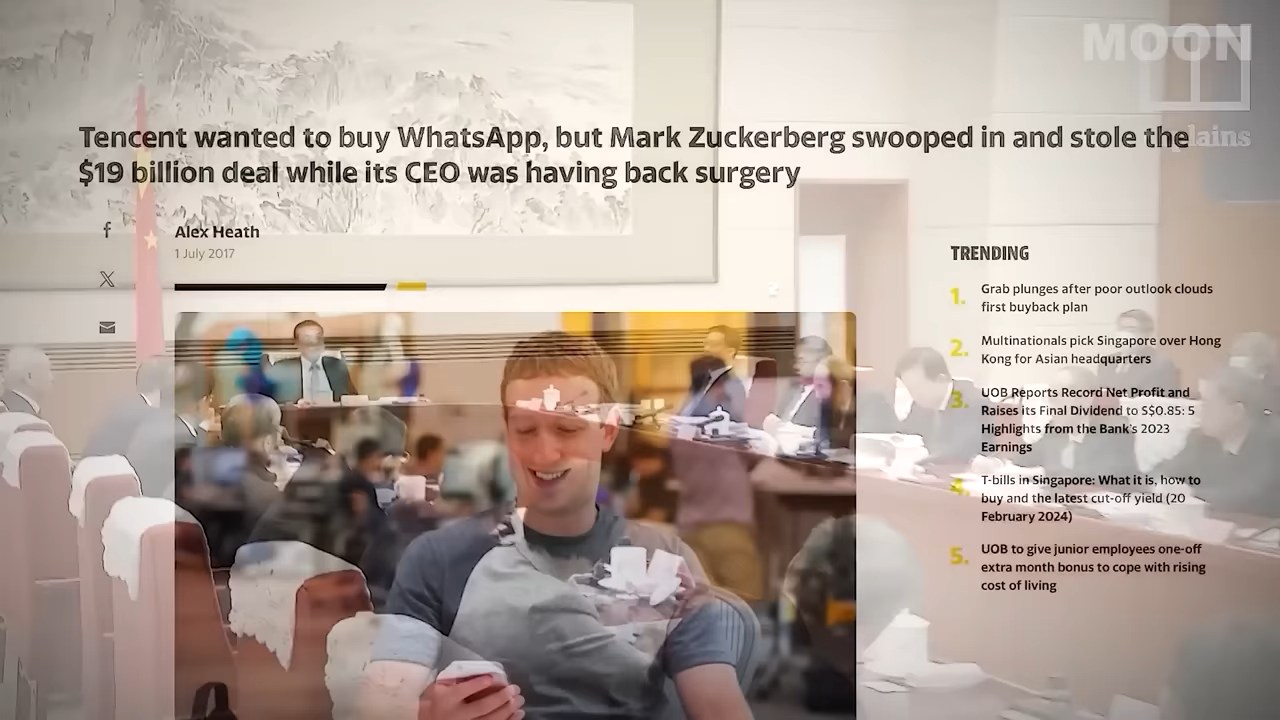 MOON
lains
Tencent wanted to buy WhatsApp, but Mark Zuckerberg swooped in and stole the
$19 billion deal while its CEO was having back surgery
Alex Heath
1 July 2017
TRENDING
1. Grab plunges after poor outlook clouds
first buyback plan
2. Multinationals pick Singapore over Hong
Kong for Asian headquarters
3. UOB Reports Record Net Profit and
Raises its Final Dividend to S$0.85: 5
Highlights from the Bank's 2023
Earnings
4. T-bills in Singapore: What it is, how to
buy and the latest cut-off yield (20
February 2024)
5. UOB to give junior employees one-off
extra month bonus to cope with rising
cost of living